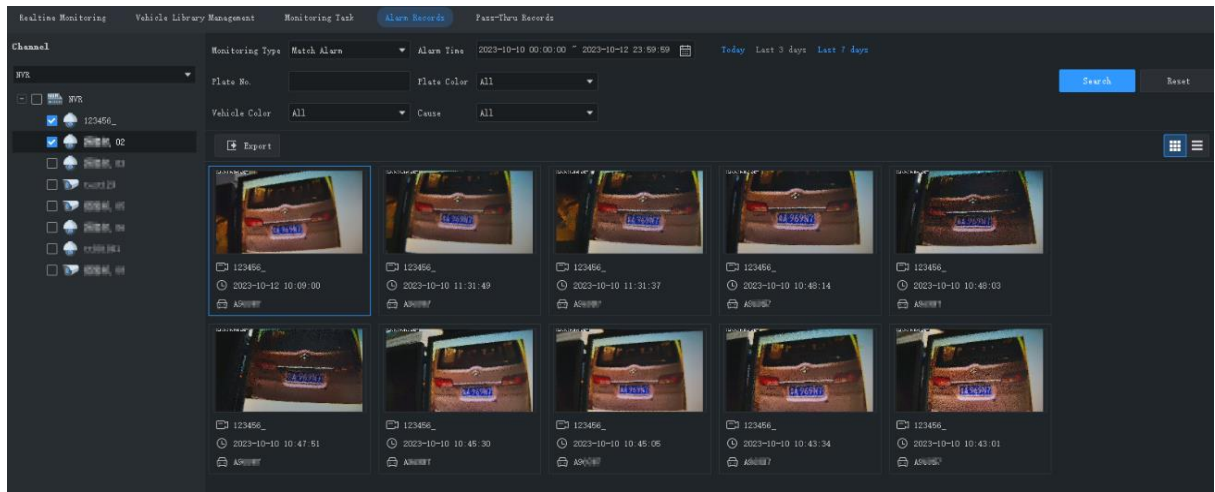 Realtime Monitoring Vehicle Library Management Monitoring Task Alarm Records Pass-Thru Records
Channel
NVR
NVR
123456_
02
03
Monitoring Type Match Alarm Alarm Time 2023-10-10 00:00:00 ~ 2023-10-12 23:59:59 Today Last 3 days Last 7 days
Plate No. Plate Color All Search Reset
Vehicle Color All Cause All
Export
123456_ 123456_ 123456_ 123456_ 123456_
2023-10-12 10:09:00 2023-10-10 11:31:49 2023-10-10 11:31:37 2023-10-10 10:48:14 2023-10-10 10:48:03
123456_ 123456_ 123456_ 123456_ 123456_
2023-10-10 10:47:51 2023-10-10 10:45:30 2023-10-10 10:45:05 2023-10-10 10:43:34 2023-10-10 10:43:01